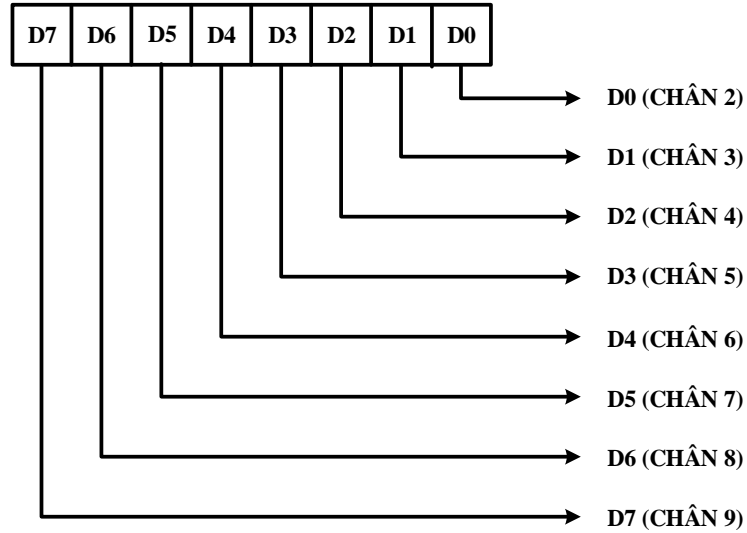 D7 D6 D5 D4 D3 D2 D1 D0
D0 (CHÂN 2)
D1 (CHÂN 3)
D2 (CHÂN 4)
D3 (CHÂN 5)
D4 (CHÂN 6)
D5 (CHÂN 7)
D6 (CHÂN 8)
D7 (CHÂN 9)